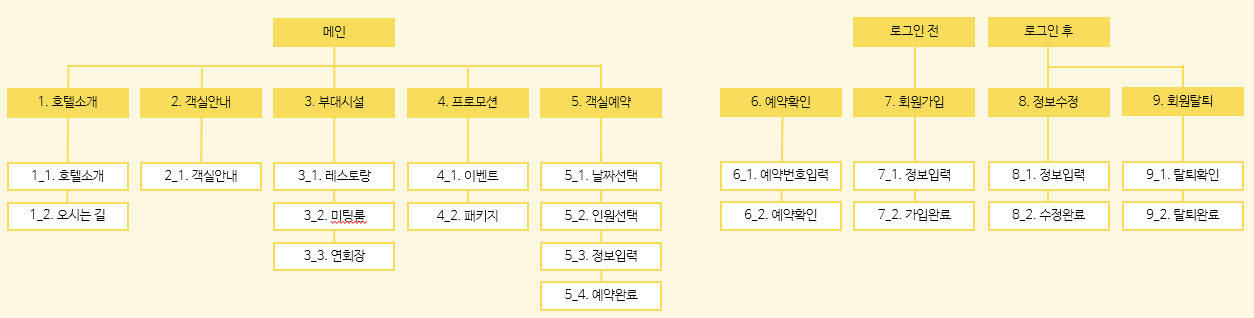 메인
로그인 전
로그인 후
1. 호텔소개
2. 객실안내
3. 부대시설
4. 프로모션
5. 객실예약
6. 예약확인
7. 회원가입
8. 정보수정
9. 회원탈퇴
1_1. 호텔소개
2_1. 객실안내
3_1. 레스토랑
4_1. 이벤트
5_1. 날짜선택
6_1. 예약번호입력
7_1. 정보입력
8_1. 정보입력
9_1. 탈퇴확인
1_2. 오시는 길
3_2. 미팅룸
4_2. 패키지
5_2. 인원선택
6_2. 예약확인
7_2. 가입완료
8_2. 수정완료
9_2. 탈퇴완료
3_3. 연회장
5_3. 정보입력
5_4. 예약완료